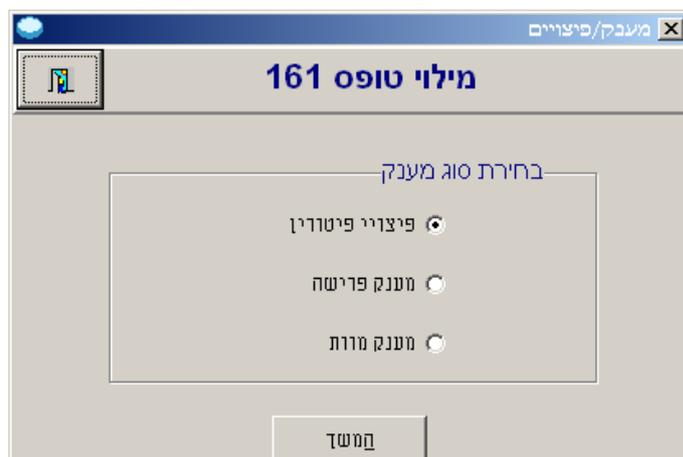 מענק/פיצויים
מילוי טופס 161
בחירת סוג מענק
פיצויי פיטורין
מענק פרישה
מענק מוות
המשך